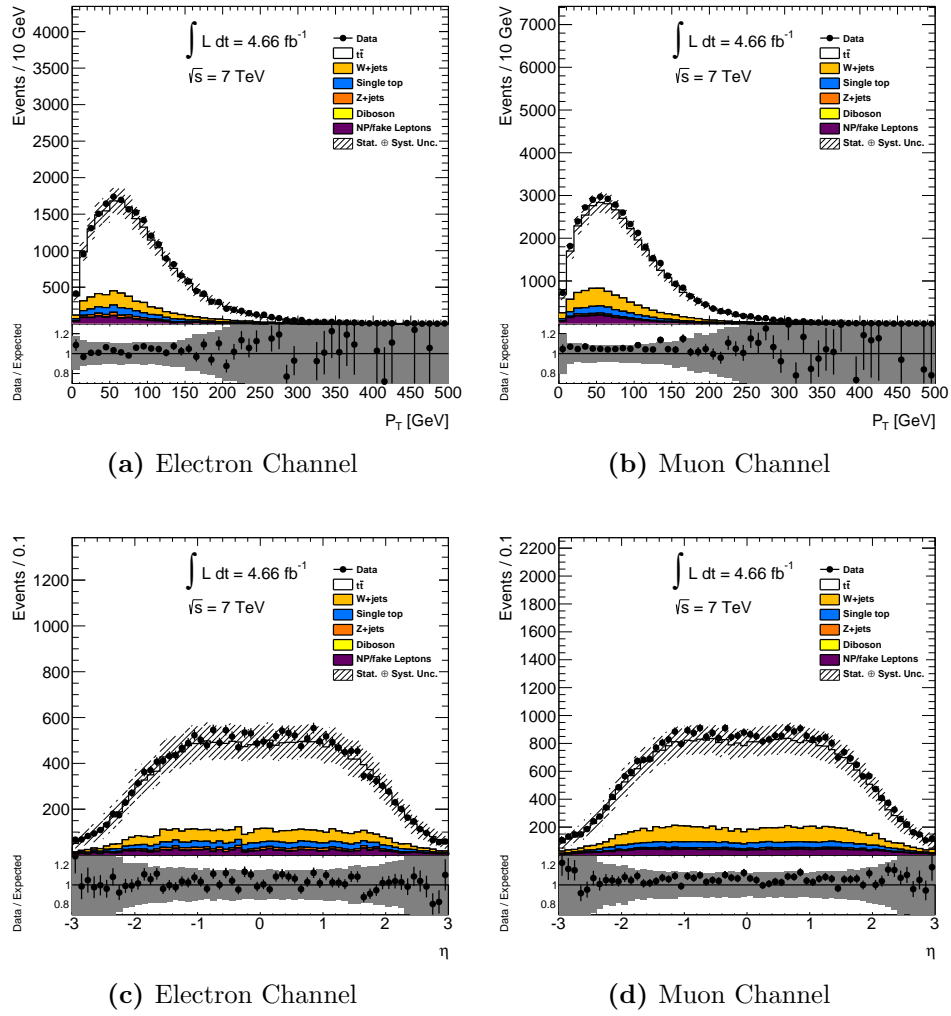 Events / 10 GeV
4000
3500
3000
2500
2000
1500
1000
500
∫ L dt = 4.66 fb⁻¹
√s = 7 TeV
Data
tt̄
W+jets
Single top
Z+jets
Diboson
NP/fake Leptons
Stat. ⊕ Syst. Unc.
Data / Expected
1.2
1
0.8
0 50 100 150 200 250 300 350 400 450 500
P_T [GeV]
(a) Electron Channel
Events / 10 GeV
7000
6000
5000
4000
3000
2000
1000
∫ L dt = 4.66 fb⁻¹
√s = 7 TeV
Data
tt̄
W+jets
Single top
Z+jets
Diboson
NP/fake Leptons
Stat. ⊕ Syst. Unc.
Data / Expected
1.2
1
0.8
0 50 100 150 200 250 300 350 400 450 500
P_T [GeV]
(b) Muon Channel
Events / 0.1
1200
1000
800
600
400
200
∫ L dt = 4.66 fb⁻¹
√s = 7 TeV
Data
tt̄
W+jets
Single top
Z+jets
Diboson
NP/fake Leptons
Stat. ⊕ Syst. Unc.
Data / Expected
1.2
1
0.8
-3 -2 -1 0 1 2 3
η
(c) Electron Channel
Events / 0.1
2200
2000
1800
1600
1400
1200
1000
800
600
400
200
∫ L dt = 4.66 fb⁻¹
√s = 7 TeV
Data
tt̄
W+jets
Single top
Z+jets
Diboson
NP/fake Leptons
Stat. ⊕ Syst. Unc.
Data / Expected
1.2
1
0.8
-3 -2 -1 0 1 2 3
η
(d) Muon Channel